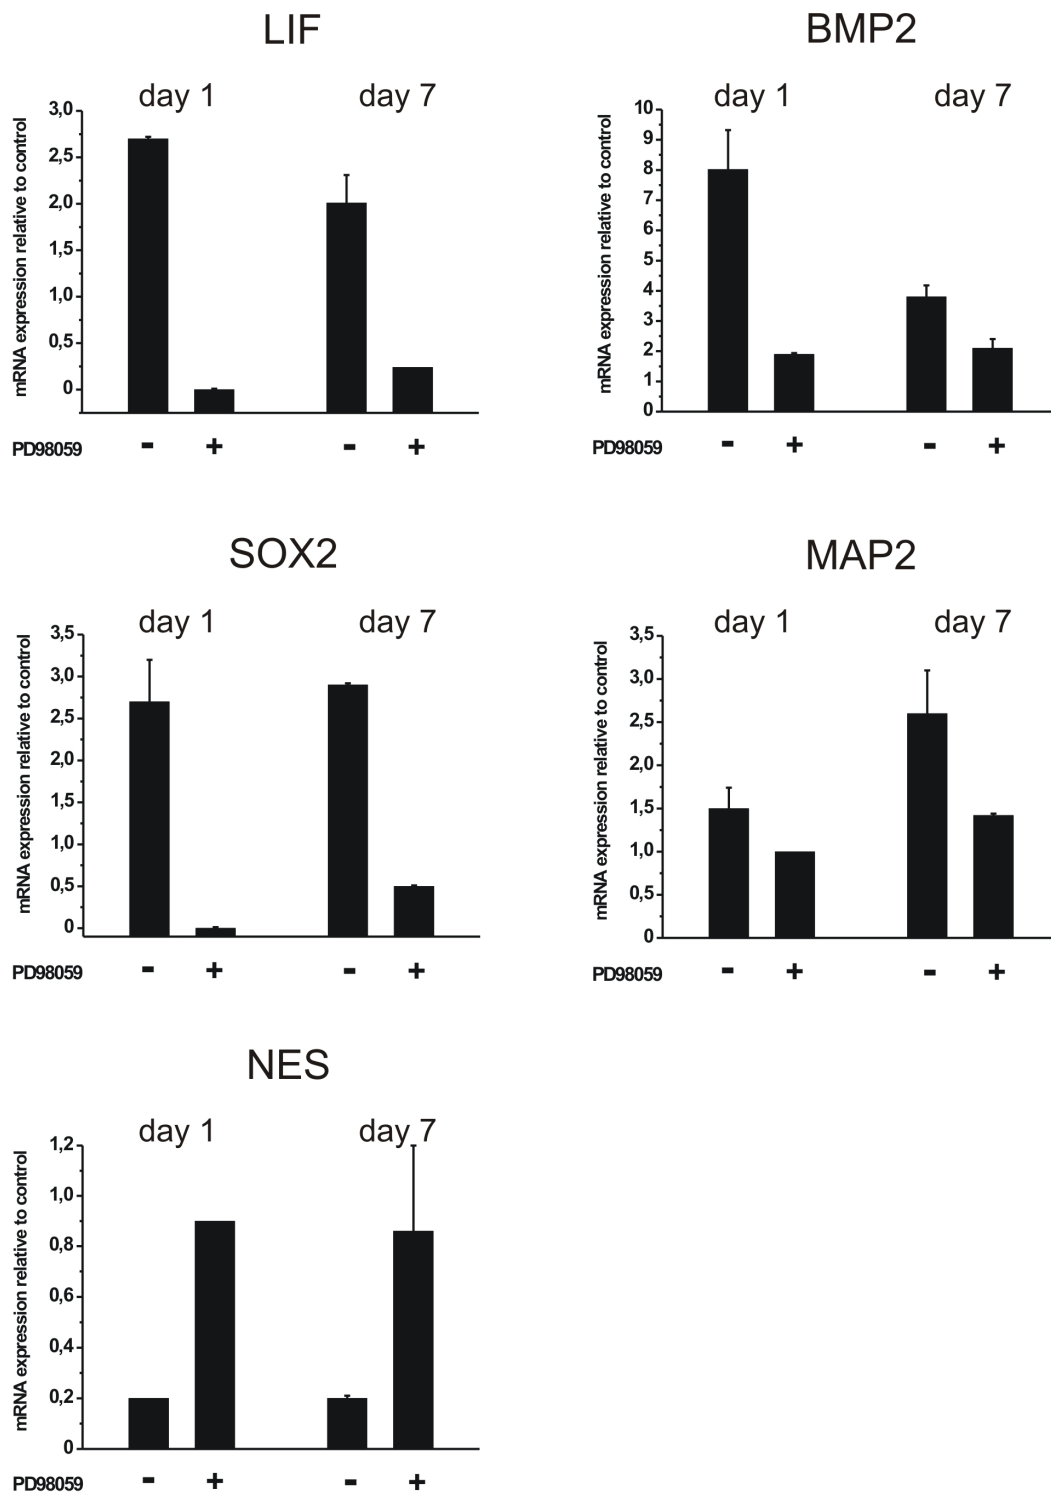 LIF
day 1 day 7
mRNA expression relative to control
3,0
2,5
2,0
1,5
1,0
0,5
0
PD98059 - + - +
BMP2
day 1 day 7
mRNA expression relative to control
10
9
8
7
6
5
4
3
2
1
0
PD98059 - + - +
SOX2
day 1 day 7
mRNA expression relative to control
3,5
3,0
2,5
2,0
1,5
1,0
0,5
0
PD98059 - + - +
MAP2
day 1 day 7
mRNA expression relative to control
3,5
3,0
2,5
2,0
1,5
1,0
0,5
0
PD98059 - + - +
NES
day 1 day 7
mRNA expression relative to control
1,2
1,0
0,8
0,6
0,4
0,2
0
PD98059 - + - +